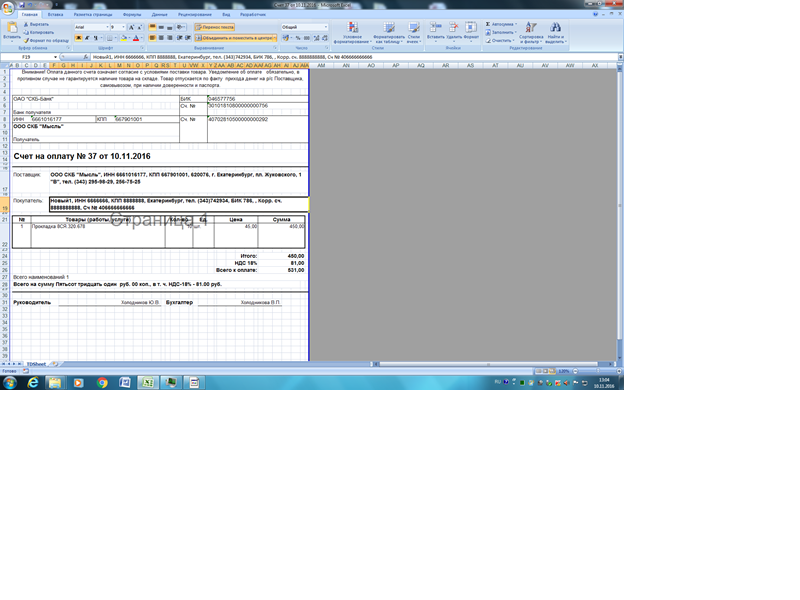 Счет № 37 от 10.11.2016 - Microsoft Excel
Главная Вставка Разметка страницы Формулы Данные Рецензирование Вид Разработчик
Вставить
Вырезать
Копировать
Формат по образцу
Буфер обмена
Arial
Шрифт
Перенос текста
Объединить и поместить в центре
Выравнивание
Общий
Число
Условное форматирование
Форматировать как таблицу
Стили ячеек
Стили
Вставить Удалить Формат
Ячейки
Автосумма
Заполнить
Очистить
Сортировка и фильтр
Найти и выделить
Редактирование
F19
Новый1, ИНН 6666666, КПП 8888888, Екатеринбург, тел. (343)742934, БИК 786, , Корр. сч. 8888888888, Сч № 406666666666
Внимание! Оплата данного счета означает согласие с условиями поставки товара. Уведомление об оплате обязательно, в
противном случае не гарантируется наличие товара на складе. Товар отпускается по факту прихода денег на р/с Поставщика,
самовывозом, при наличии доверенности и паспорта.
ОАО "СКБ-Банк" БИК 046577756
Сч. № 30101810800000000756
Банк получателя
ИНН 6661016177 КПП 667901001 Сч. № 40702810500000000292
ООО СКБ "Мысль"
Получатель
Счет на оплату № 37 от 10.11.2016
Поставщик: ООО СКБ "Мысль", ИНН 6661016177, КПП 667901001, 620076, г. Екатеринбург, пл. Жуковского, 1
"В", тел. (343) 295-98-29, 256-75-25
Покупатель: Новый1, ИНН 6666666, КПП 8888888, Екатеринбург, тел. (343)742934, БИК 786, , Корр. сч.
8888888888, Сч № 406666666666
Страница 1
№ Товары (работы, услуги) Кол-во Ед. Цена Сумма
1 Прокладка 8СЯ.320.678 10 шт. 45,00 450,00
Итого: 450,00
НДС 18% 81,00
Всего к оплате: 531,00
Всего наименований 1
Всего на сумму Пятьсот тридцать один руб. 00 коп., в т. ч. НДС-18% - 81.00 руб.
Руководитель Холодников Ю.В. Бухгалтер Холодникова В.П.
TDSheet
Готово
120%
RU
13:04
10.11.2016